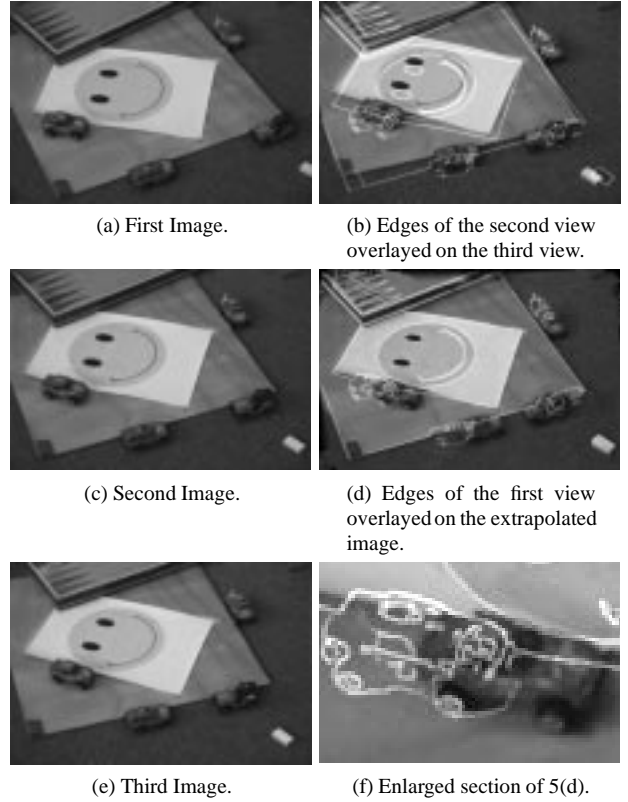 (a) First Image.
(b) Edges of the second view
overlayed on the third view.
(c) Second Image.
(d) Edges of the first view
overlayed on the extrapolated
image.
(e) Third Image.
(f) Enlarged section of 5(d).